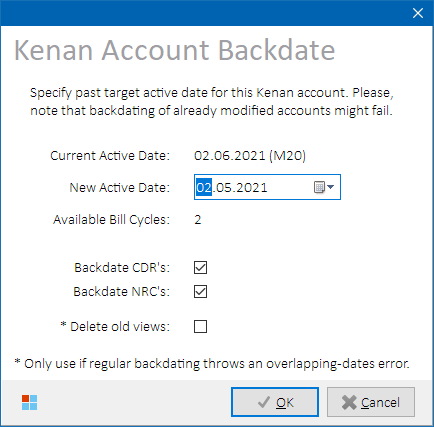 Kenan Account Backdate
Specify past target active date for this Kenan account. Please,
note that backdating of already modified accounts might fail.
Current Active Date: 02.06.2021 (M20)
New Active Date: 02.05.2021
Available Bill Cycles: 2
Backdate CDR's:
Backdate NRC's:
* Delete old views:
* Only use if regular backdating throws an overlapping-dates error.
OK Cancel